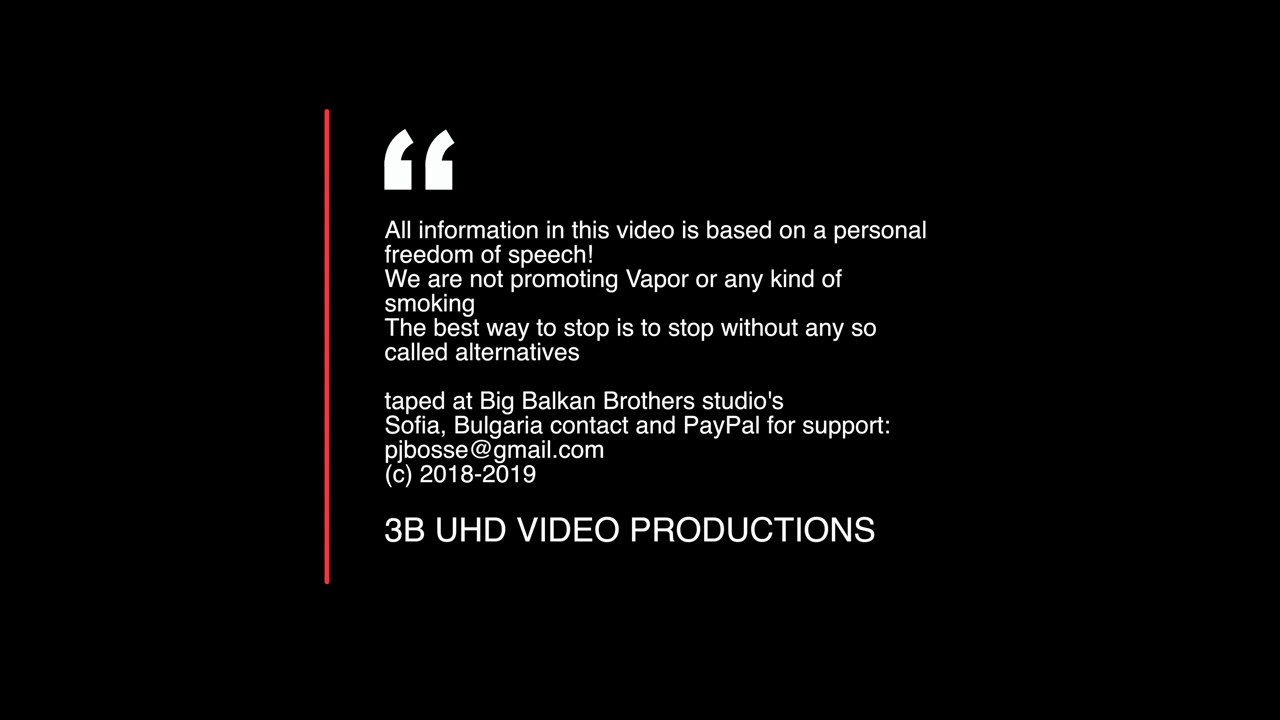 All information in this video is based on a personal
freedom of speech!
We are not promoting Vapor or any kind of
smoking
The best way to stop is to stop without any so
called alternatives
taped at Big Balkan Brothers studio's
Sofia, Bulgaria contact and PayPal for support:
pjbosse@gmail.com
(c) 2018-2019
3B UHD VIDEO PRODUCTIONS